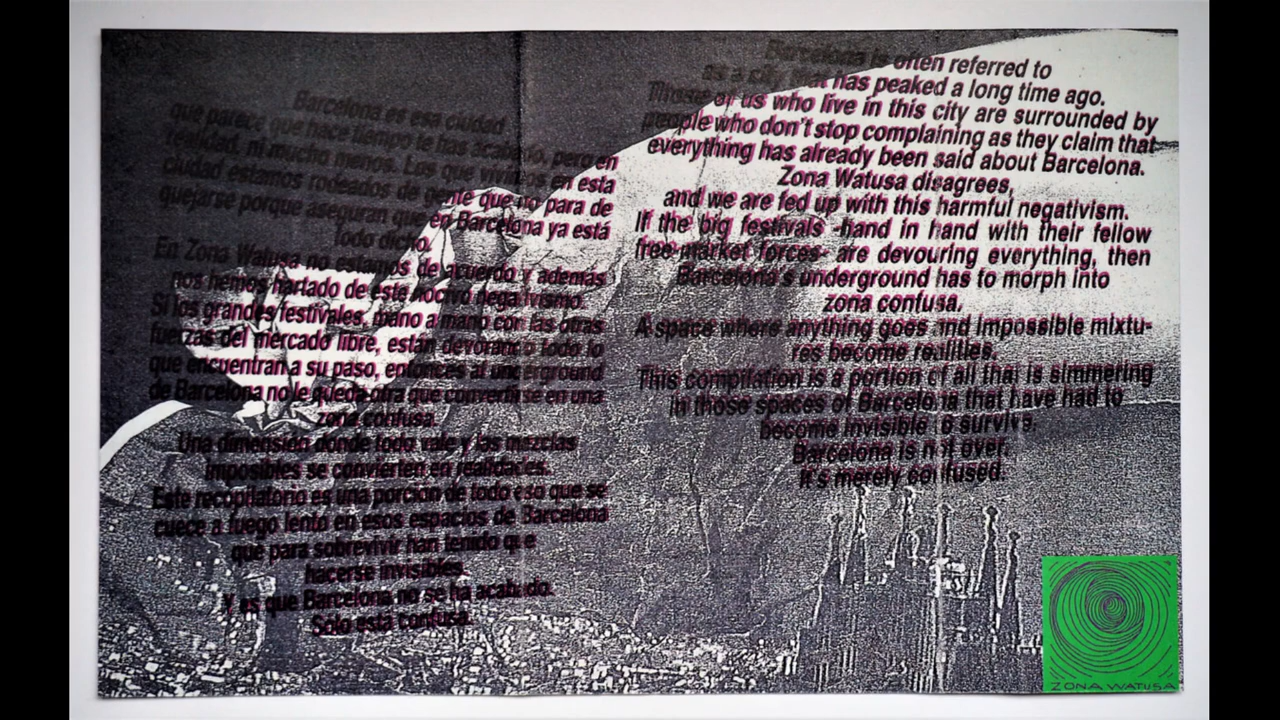 Barcelona es esa ciudad
que parece que hace tiempo se ha acabado, pero en
realidad, ni mucho menos. Los que vivimos en esta
ciudad estamos rodeados de gente que no para de
quejarse porque aseguran que en Barcelona ya está
todo dicho.
En Zona Watusa no estamos de acuerdo y además
nos hemos hartado de este nocivo negativismo.
Si los grandes festivales, mano a mano con las otras
fuerzas del mercado libre, están devorando todo lo
que encuentran a su paso, entonces al underground
de Barcelona no le queda otra que convertirse en una
zona confusa.
Una dimensión donde todo vale y las mezclas
imposibles se convierten en realidades.
Este recopilatorio es una porción de todo eso que se
cuece a fuego lento en esos espacios de Barcelona
que para sobrevivir han tenido que
hacerse invisibles.
Y es que Barcelona no se ha acabado.
Sólo está confusa.
Barcelona is often referred to
as a city that has peaked a long time ago.
Those of us who live in this city are surrounded by
people who don't stop complaining as they claim that
everything has already been said about Barcelona.
Zona Watusa disagrees,
and we are fed up with this harmful negativism.
If the big festivals -hand in hand with their fellow
free-market forces- are devouring everything, then
Barcelona's underground has to morph into
zona confusa.
A space where anything goes and impossible mixtu-
res become realities.
This compilation is a portion of all that is simmering
in those spaces of Barcelona that have had to
become invisible to survive.
Barcelona is not over.
It's merely confused.
ZONA WATUSA